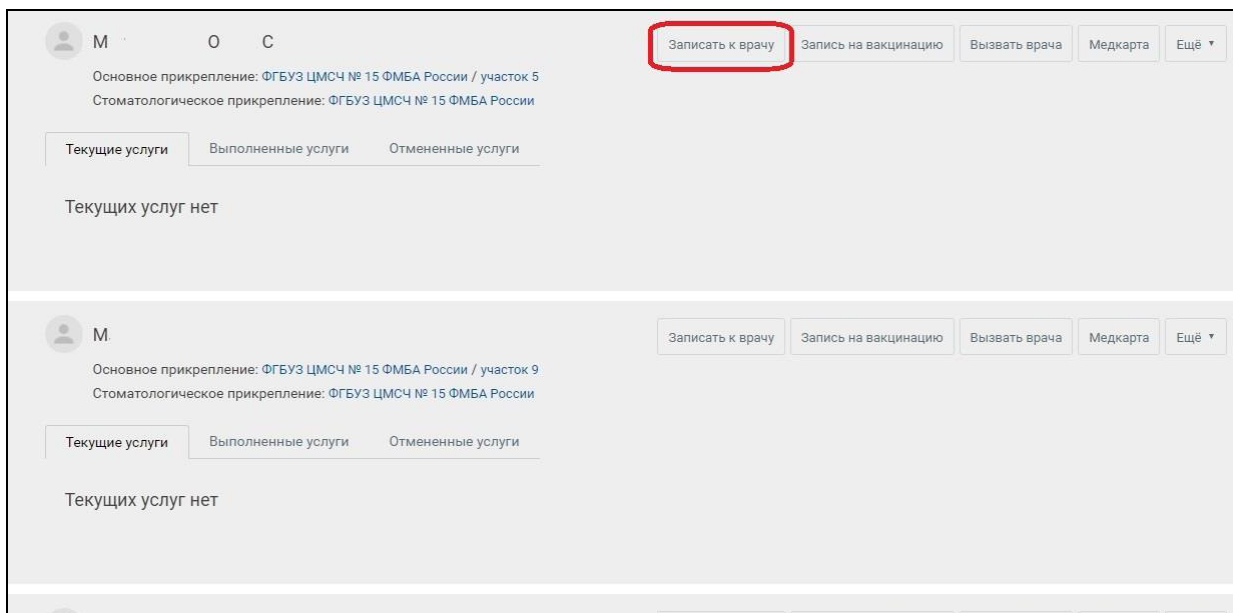 М О С
Записать к врачу Запись на вакцинацию Вызвать врача Медкарта Ещё
Основное прикрепление: ФГБУЗ ЦМСЧ № 15 ФМБА России / участок 5
Стоматологическое прикрепление: ФГБУЗ ЦМСЧ № 15 ФМБА России
Текущие услуги Выполненные услуги Отмененные услуги
Текущих услуг нет
М
Записать к врачу Запись на вакцинацию Вызвать врача Медкарта Ещё
Основное прикрепление: ФГБУЗ ЦМСЧ № 15 ФМБА России / участок 9
Стоматологическое прикрепление: ФГБУЗ ЦМСЧ № 15 ФМБА России
Текущие услуги Выполненные услуги Отмененные услуги
Текущих услуг нет